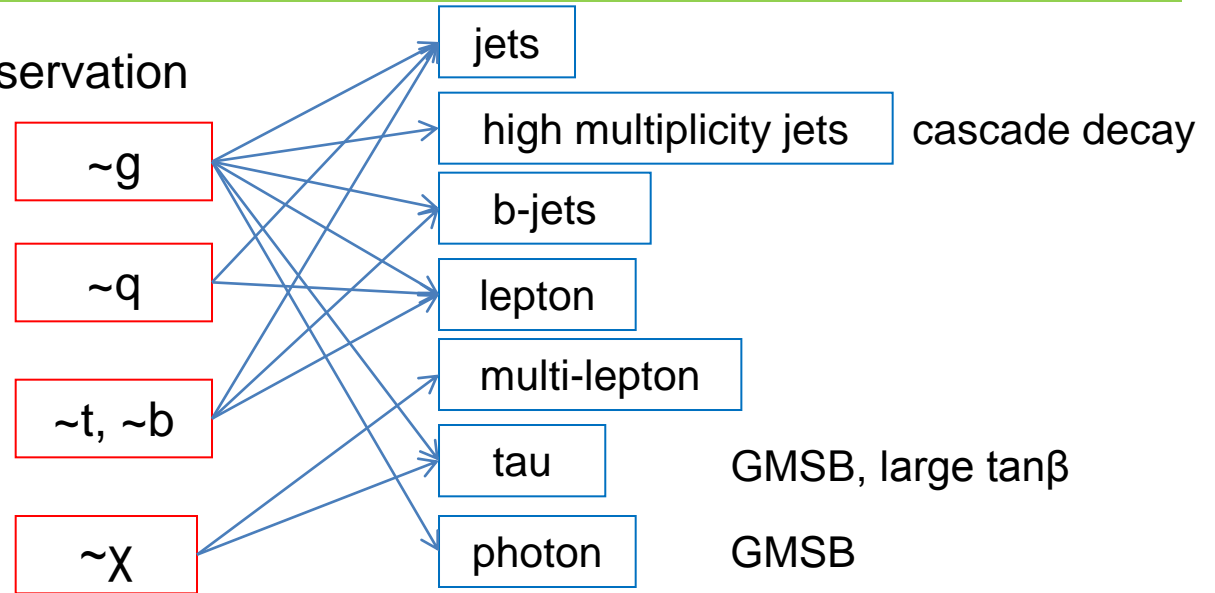 jets
servation
high multiplicity jets cascade decay
~g
b-jets
~q
lepton
multi-lepton
~t, ~b
tau GMSB, large tanβ
~χ
photon GMSB